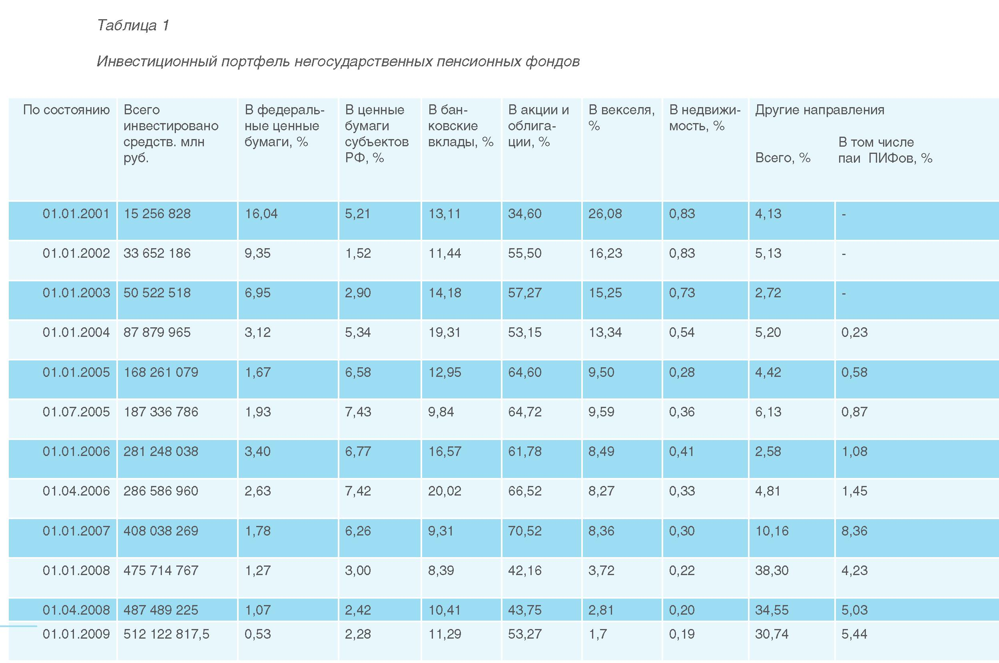 Таблица 1
Инвестиционный портфель негосударственных пенсионных фондов
По состоянию
Всего
инвестировано
средств. млн
руб.
В федераль-
ные ценные
бумаги, %
В ценные
бумаги
субъектов
РФ, %
В бан-
ковские
вклады, %
В акции и
облига-
ции, %
В векселя,
%
В недвижи-
мость, %
Другие направления
Всего, %
В том числе
паи ПИФов, %
01.01.2001 15 256 828 16,04 5,21 13,11 34,60 26,08 0,83 4,13 -
01.01.2002 33 652 186 9,35 1,52 11,44 55,50 16,23 0,83 5,13 -
01.01.2003 50 522 518 6,95 2,90 14,18 57,27 15,25 0,73 2,72 -
01.01.2004 87 879 965 3,12 5,34 19,31 53,15 13,34 0,54 5,20 0,23
01.01.2005 168 261 079 1,67 6,58 12,95 64,60 9,50 0,28 4,42 0,58
01.07.2005 187 336 786 1,93 7,43 9,84 64,72 9,59 0,36 6,13 0,87
01.01.2006 281 248 038 3,40 6,77 16,57 61,78 8,49 0,41 2,58 1,08
01.04.2006 286 586 960 2,63 7,42 20,02 66,52 8,27 0,33 4,81 1,45
01.01.2007 408 038 269 1,78 6,26 9,31 70,52 8,36 0,30 10,16 8,36
01.01.2008 475 714 767 1,27 3,00 8,39 42,16 3,72 0,22 38,30 4,23
01.04.2008 487 489 225 1,07 2,42 10,41 43,75 2,81 0,20 34,55 5,03
01.01.2009 512 122 817,5 0,53 2,28 11,29 53,27 1,7 0,19 30,74 5,44